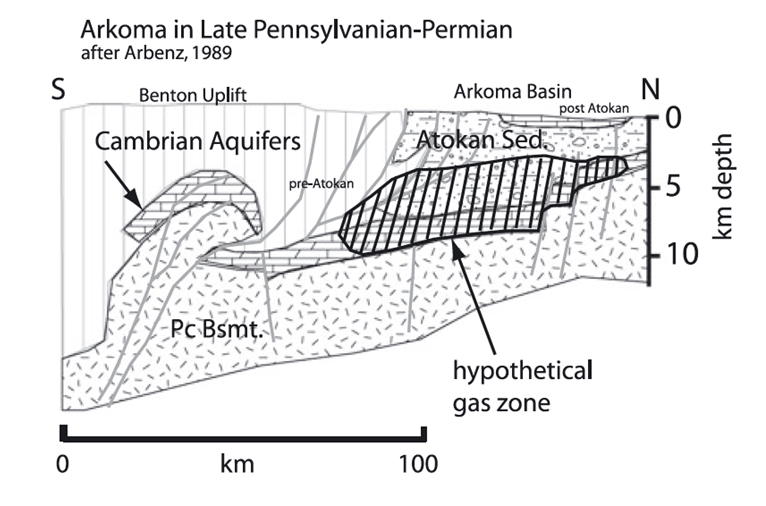 Arkoma in Late Pennsylvanian-Permian
after Arbenz, 1989
S
Benton Uplift
Arkoma Basin
N
post Atokan
0
Cambrian Aquifers
Atokan Sed.
pre-Atokan
5
km depth
10
Pc Bsmt.
hypothetical
gas zone
0 km 100